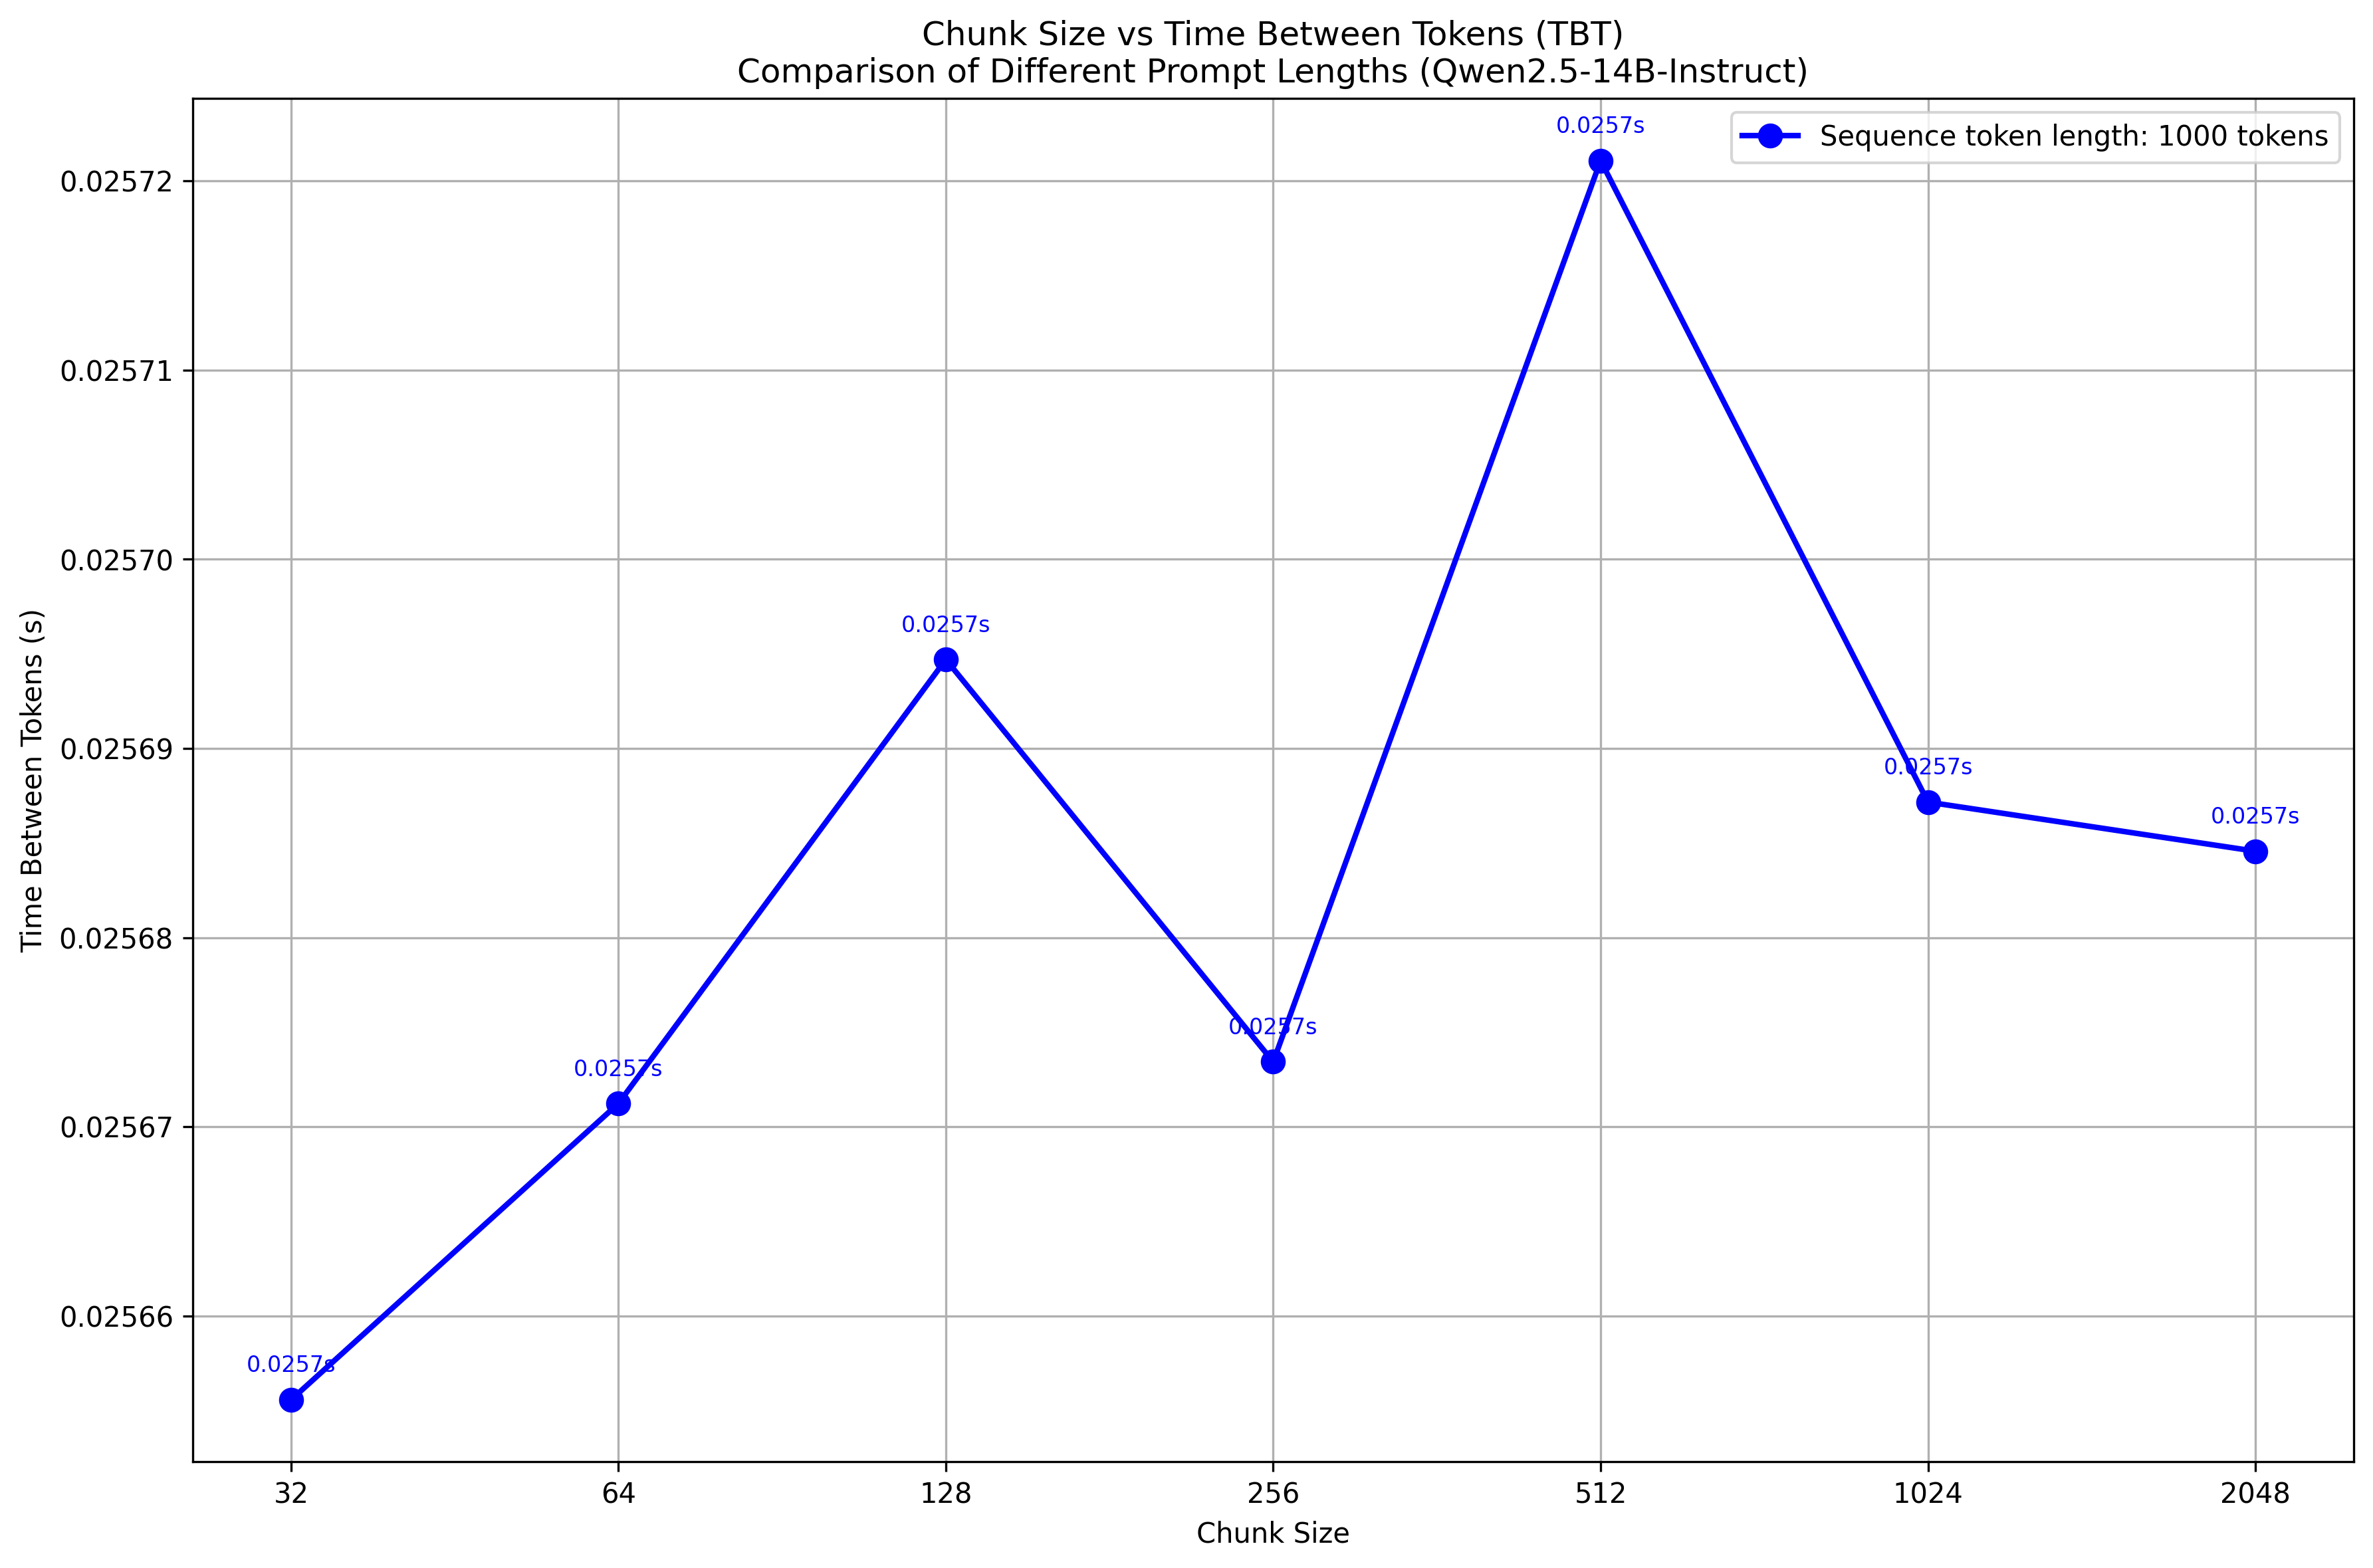 Chunk Size vs Time Between Tokens (TBT)
Comparison of Different Prompt Lengths (Qwen2.5-14B-Instruct)
Sequence token length: 1000 tokens
Time Between Tokens (s)
0.02572
0.02571
0.02570
0.02569
0.02568
0.02567
0.02566
0.0257s
0.0257s
0.0257s
0.0257s
0.0257s
0.0257s
0.0257s
32
64
128
256
512
1024
2048
Chunk Size